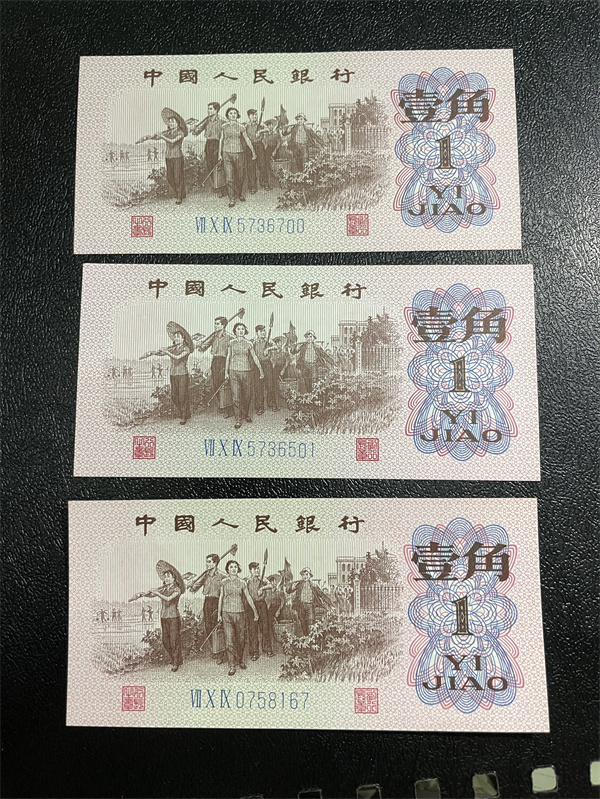 中國人民銀行
壹角
1
YI
JIAO
Ⅶ Ⅹ Ⅸ 5736700
中國人民銀行
壹角
1
YI
JIAO
Ⅶ Ⅹ Ⅸ 5736501
中國人民銀行
壹角
1
YI
JIAO
Ⅶ Ⅹ Ⅸ 0758167